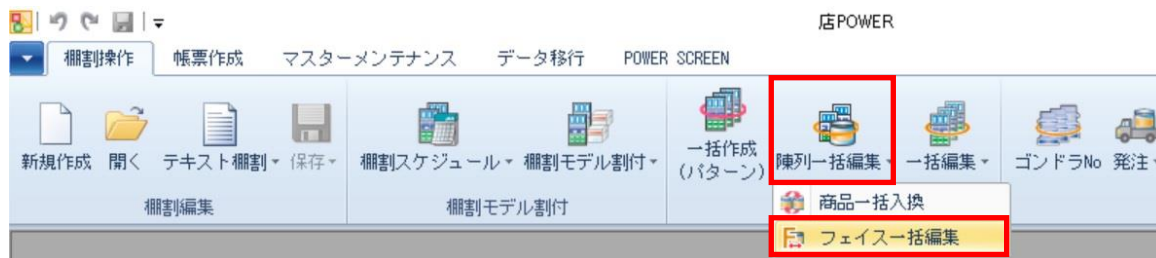 店POWER
棚割操作 帳票作成 マスターメンテナンス データ移行 POWER SCREEN
新規作成 開く テキスト棚割 保存 棚割スケジュール 棚割モデル割付 一括作成 (パターン) 陳列一括編集 一括編集 ゴンドラNo 発注
棚割編集 棚割モデル割付 商品一括入換
フェイス一括編集